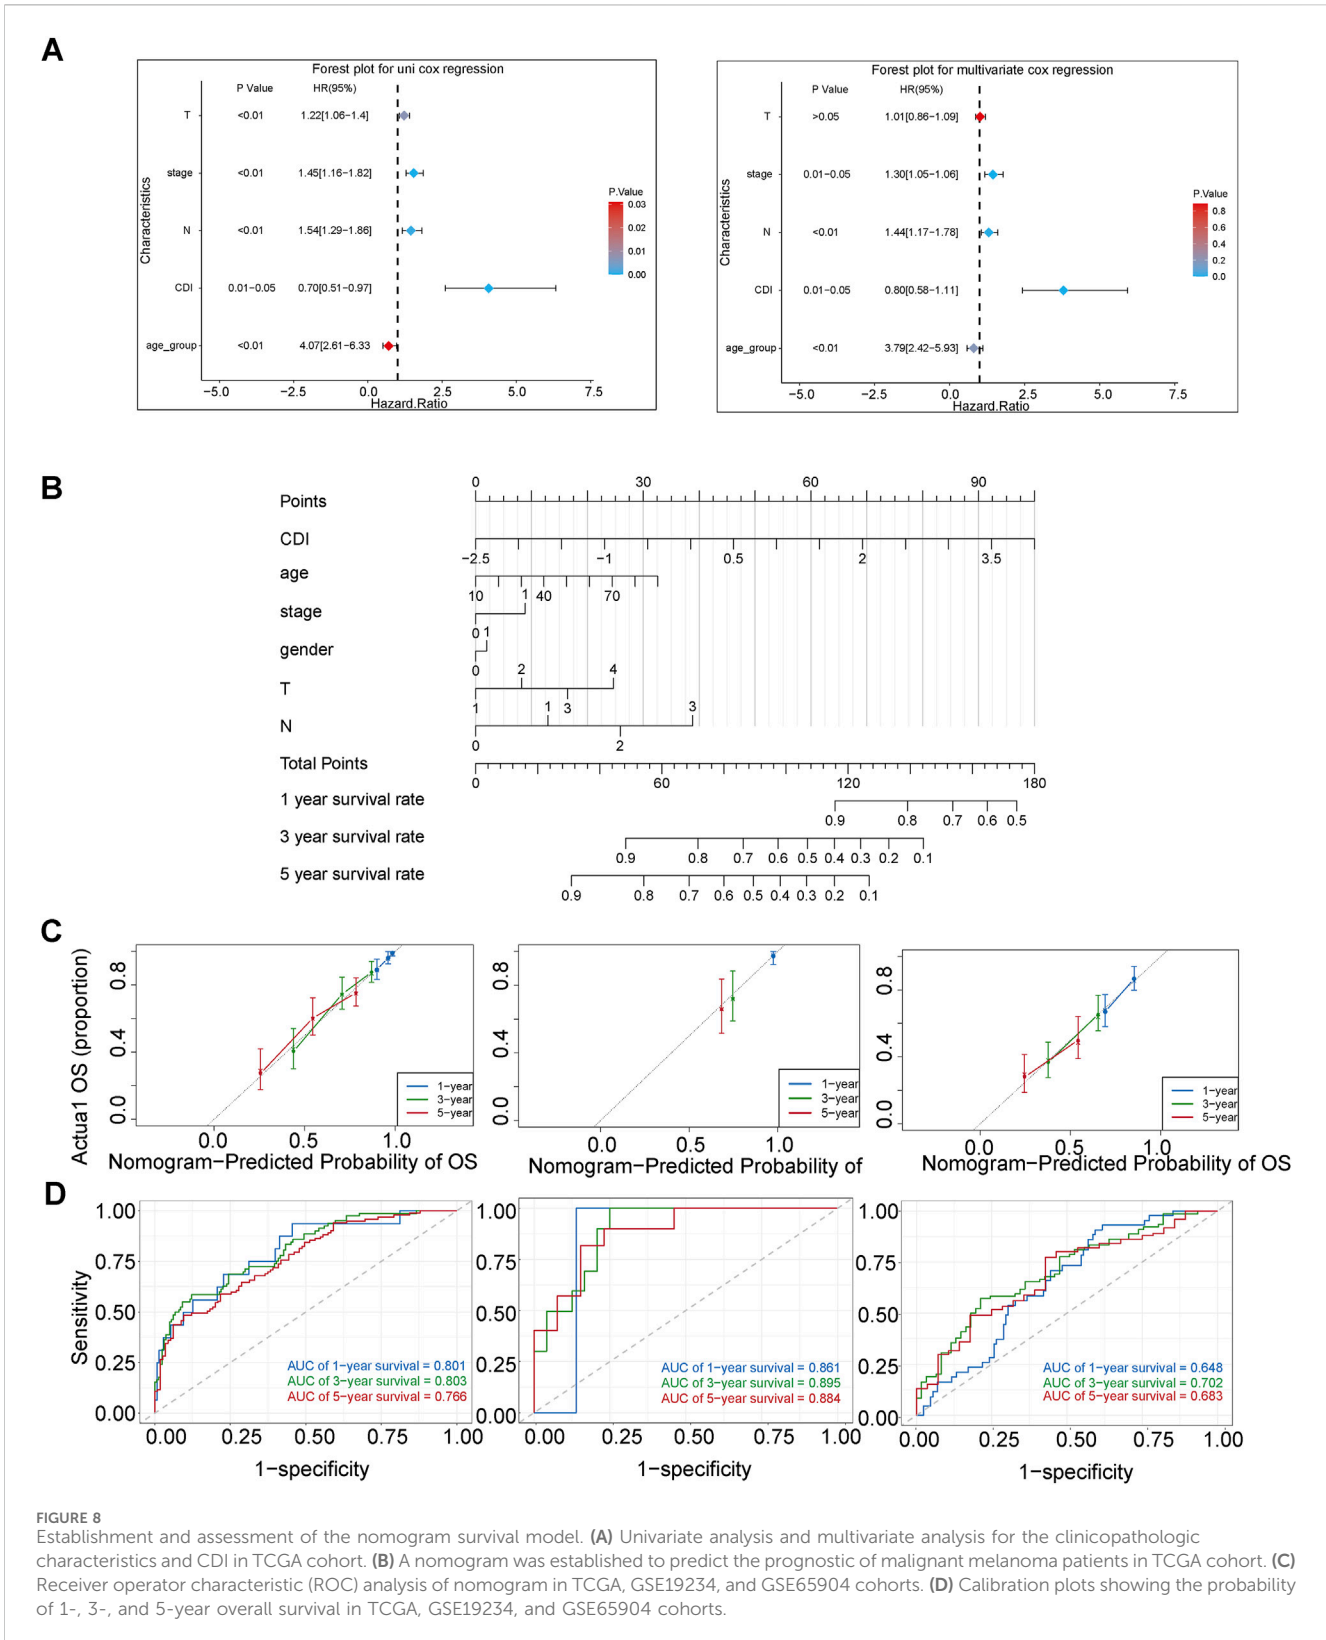 A
Forest plot for uni cox regression
P Value HR(95%)
T <0.01 1.22[1.06−1.4]
stage <0.01 1.45[1.16−1.82]
N <0.01 1.54[1.29−1.86]
CDI 0.01−0.05 0.70[0.51−0.97]
age_group <0.01 4.07[2.61−6.33
Characteristics
−5.0 −2.5 0.0 2.5 5.0 7.5
Hazard.Ratio
P.Value
0.03
0.02
0.01
0.00
Forest plot for multivariate cox regression
P Value HR(95%)
T >0.05 1.01[0.86−1.09]
stage 0.01−0.05 1.30[1.05−1.06]
N <0.01 1.44[1.17−1.78]
CDI 0.01−0.05 0.80[0.58−1.11]
age_group <0.01 3.79[2.42−5.93]
Characteristics
−5.0 −2.5 0.0 2.5 5.0 7.5
Hazard.Ratio
P.Value
0.8
0.6
0.4
0.2
0.0
B
0 30 60 90
Points
CDI
−2.5 −1 0.5 2 3.5
age
10 40 70
1
stage
0
1
gender
0
2 4
T
1 3
1 3
N
0 2
Total Points
0 60 120 180
1 year survival rate
0.9 0.8 0.7 0.6 0.5
3 year survival rate
0.9 0.8 0.7 0.6 0.5 0.4 0.3 0.2 0.1
5 year survival rate
0.9 0.8 0.7 0.6 0.5 0.4 0.3 0.2 0.1
C
Actua1 OS (proportion)
0.8
0.4
0.0
1−year
3−year
5−year
0.0 0.5 1.0
Nomogram−Predicted Probability of OS
0.8
0.4
0.0
1−year
3−year
5−year
0.0 0.5 1.0
Nomogram−Predicted Probability of
0.8
0.4
0.0
1−year
3−year
5−year
0.0 0.5 1.0
Nomogram−Predicted Probability of OS
D
Sensitivity
1.00
0.75
0.50
0.25
0.00
AUC of 1−year survival = 0.801
AUC of 3−year survival = 0.803
AUC of 5−year survival = 0.766
0.00 0.25 0.50 0.75 1.00
1−specificity
1.00
0.75
0.50
0.25
0.00
AUC of 1−year survival = 0.861
AUC of 3−year survival = 0.895
AUC of 5−year survival = 0.884
0.00 0.25 0.50 0.75 1.00
1−specificity
1.00
0.75
0.50
0.25
0.00
AUC of 1−year survival = 0.648
AUC of 3−year survival = 0.702
AUC of 5−year survival = 0.683
0.00 0.25 0.50 0.75 1.00
1−specificity
FIGURE 8
Establishment and assessment of the nomogram survival model. (A) Univariate analysis and multivariate analysis for the clinicopathologic
characteristics and CDI in TCGA cohort. (B) A nomogram was established to predict the prognostic of malignant melanoma patients in TCGA cohort. (C)
Receiver operator characteristic (ROC) analysis of nomogram in TCGA, GSE19234, and GSE65904 cohorts. (D) Calibration plots showing the probability
of 1-, 3-, and 5-year overall survival in TCGA, GSE19234, and GSE65904 cohorts.